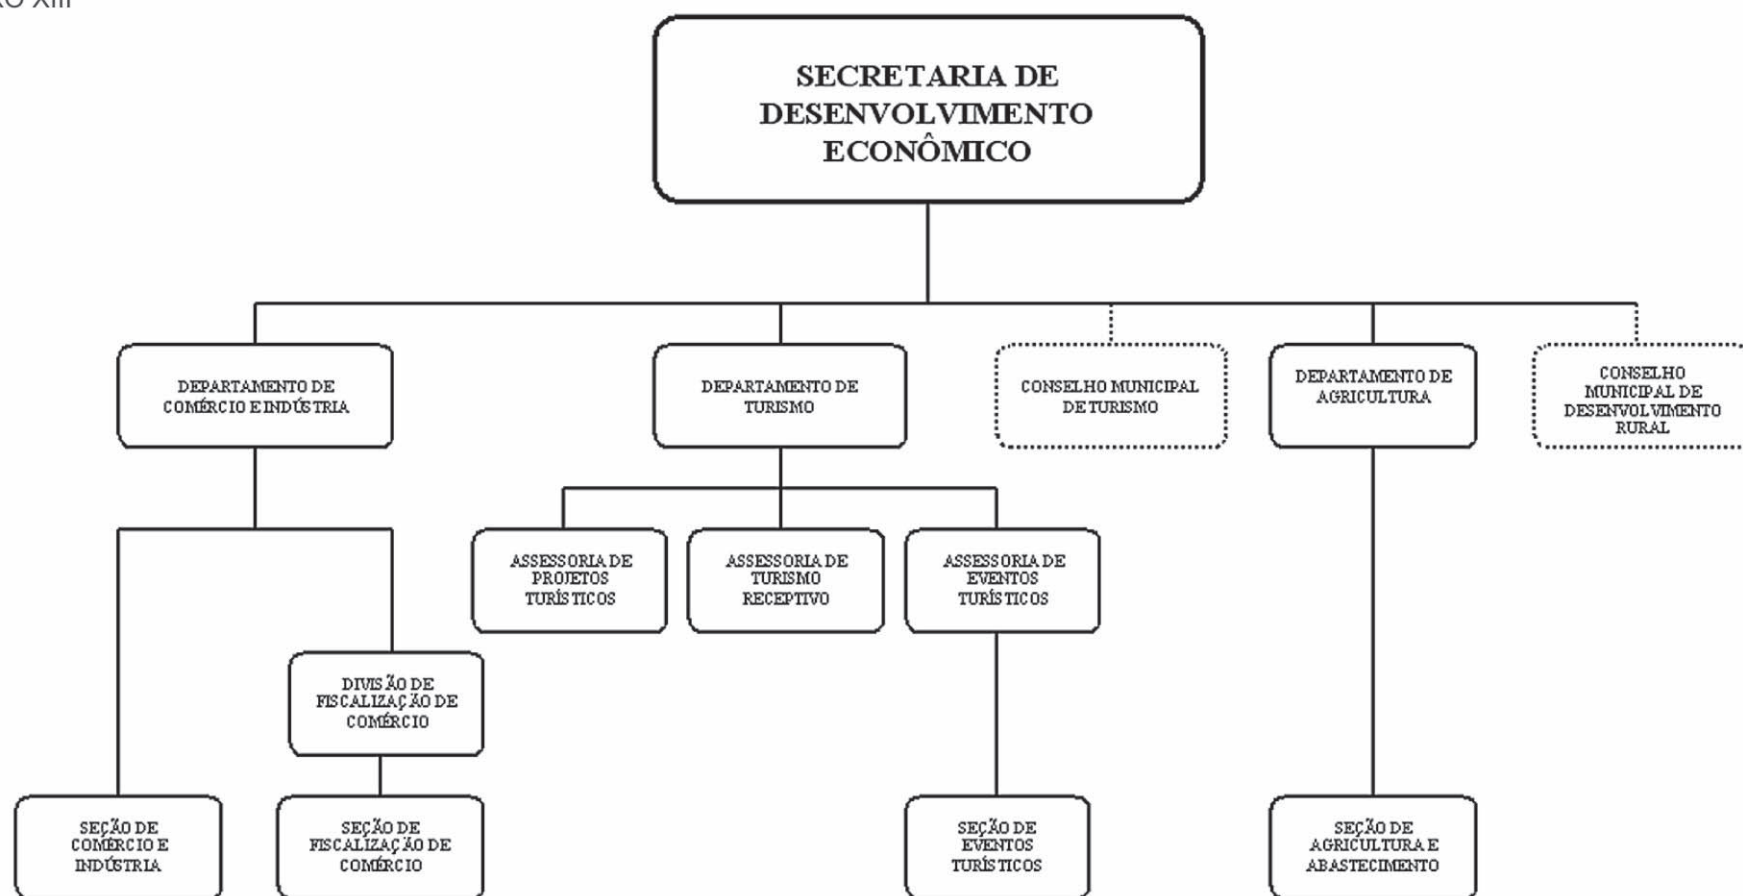 XIII
SECRETARIA DE
DESENVOLVIMENTO
ECONÔMICO
DEPARTAMENTO DE
COMÉRCIO E INDÚSTRIA
DEPARTAMENTO DE
TURISMO
CONSELHO MUNICIPAL
DE TURISMO
DEPARTAMENTO DE
AGRICULTURA
CONSELHO
MUNICIPAL DE
DESENVOLVIMENTO
RURAL
ASSESSORIA DE
PROJETOS
TURÍSTICOS
ASSESSORIA DE
TURISMO
RECEPTIVO
ASSESSORIA DE
EVENTOS
TURÍSTICOS
DIVISÃO DE
FISCALIZAÇÃO DE
COMÉRCIO
SEÇÃO DE
COMÉRCIO E
INDÚSTRIA
SEÇÃO DE
FISCALIZAÇÃO DE
COMÉRCIO
SEÇÃO DE
EVENTOS
TURÍSTICOS
SEÇÃO DE
AGRICULTURA E
ABASTECIMENTO